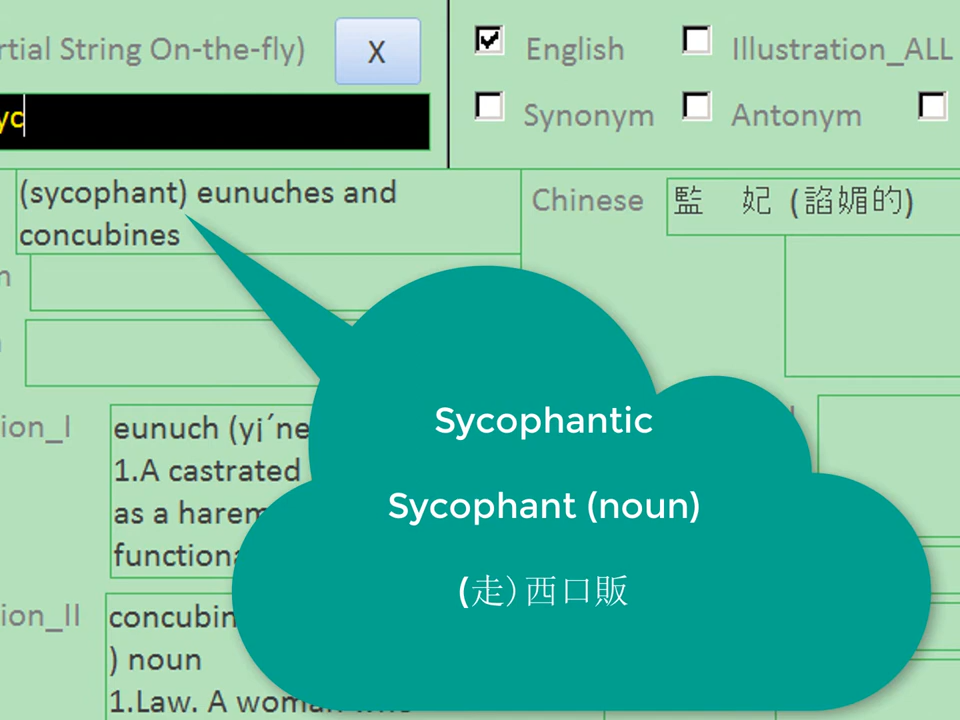 rtial String On-the-fly)
X
English
Illustration_ALL
yc
Synonym
Antonym
(sycophant) eunuches and
concubines
Chinese
監 妃 (諂媚的)
n
ion_I
eunuch (yị´ne
1.A castrated
as a harem
functiona
ion_II
concubin
) noun
1.Law. A woman who
Sycophantic
Sycophant (noun)
(走) 西口販